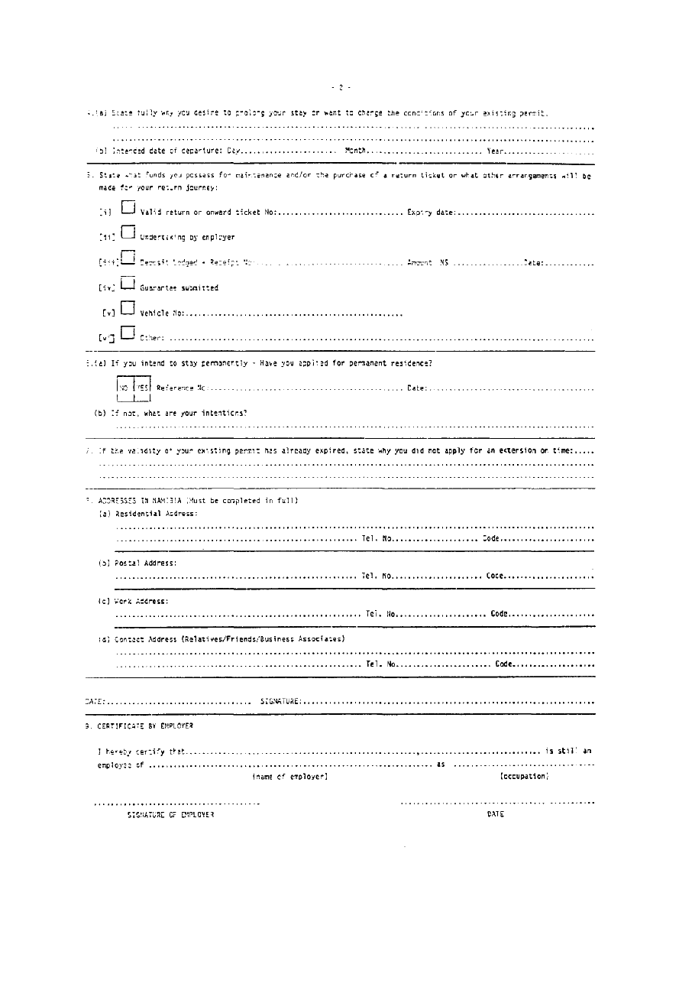 - 2 -
4.(a) State fully why you desire to prolong your stay or want to change the conditions of your existing permit.
(b) Intended date of departure: Day....................... Month........................... Year.....................
5. State what funds you possess for maintenance and/or the purchase of a return ticket or what other arrangements will be
made for your return journey:
[i] Valid return or onward ticket No:.............................. Expiry date:.................................
[ii] Undertaking by employer
[iii] Deposit Lodged - Receipt No:................................... Amount N$ .................Date:............
[iv] Guarantee submitted
[v] Vehicle No:....................................................
[vi] Other: .......................................................................................................
6.(a) If you intend to stay permanently - Have you applied for permanent residence?
NO YES Reference No:............................................... Date:........................................
(b) If not, what are your intentions?
....................................................................................................................
7. If the validity of your existing permit has already expired, state why you did not apply for an extension or time:.....
........................................................................................................................
........................................................................................................................
8. ADDRESSES IN NAMIBIA (Must be completed in full)
(a) Residential Address:
....................................................................................................................
.......................................................... Tel. No..................... Code.......................
(b) Postal Address:
.......................................................... Tel. No...................... Code......................
(c) Work Address:
........................................................... Tel. No...................... Code.....................
(d) Contact Address (Relatives/Friends/Business Associates)
....................................................................................................................
........................................................... Tel. No....................... Code....................
DATE:................................... SIGNATURE:......................................................................
9. CERTIFICATE BY EMPLOYER
I hereby certify that...................................................................................... is still an
employee of ..................................................................... as ..................................
(name of employer) (occupation)
........................................ ...............................................
SIGNATURE OF EMPLOYER DATE